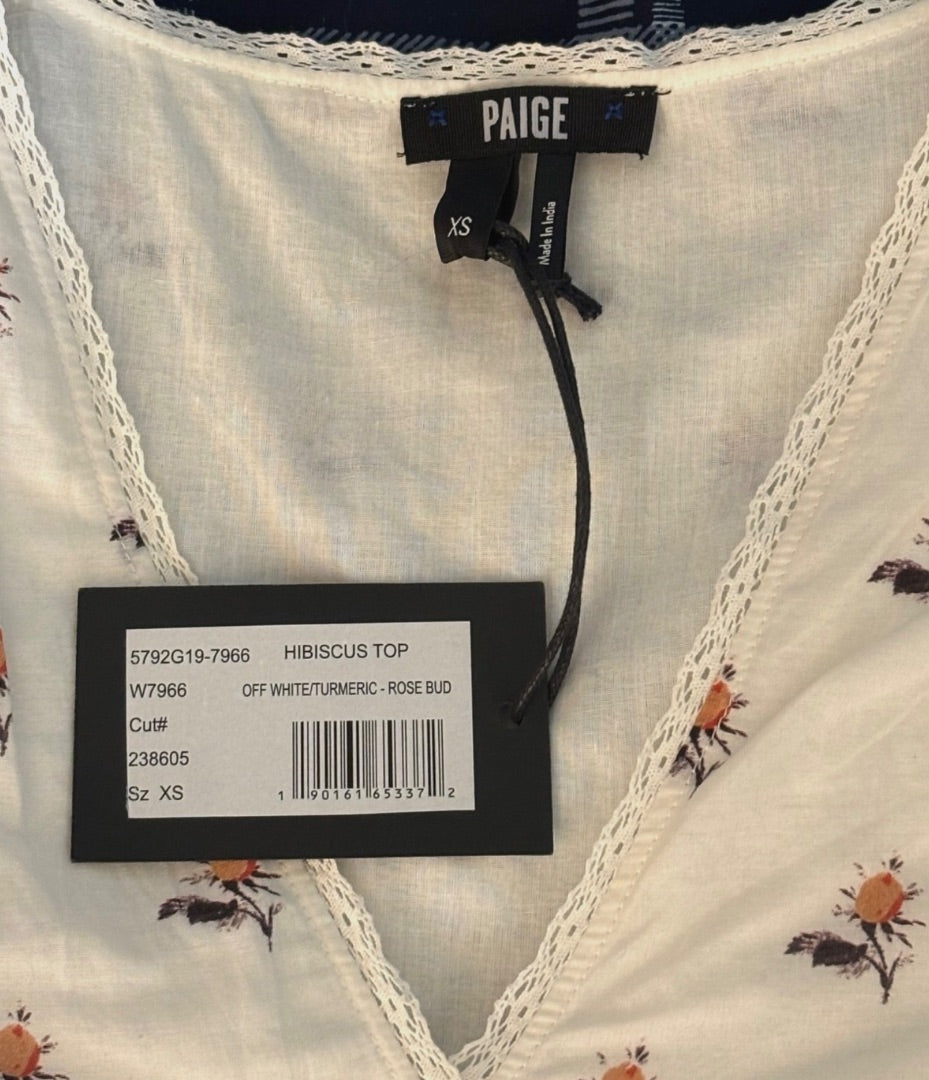 PAIGE
XS
Made In India
5792G19-7966 HIBISCUS TOP
W7966 OFF WHITE/TURMERIC - ROSE BUD
Cut#
238605
Sz XS
1 90161 65337 2